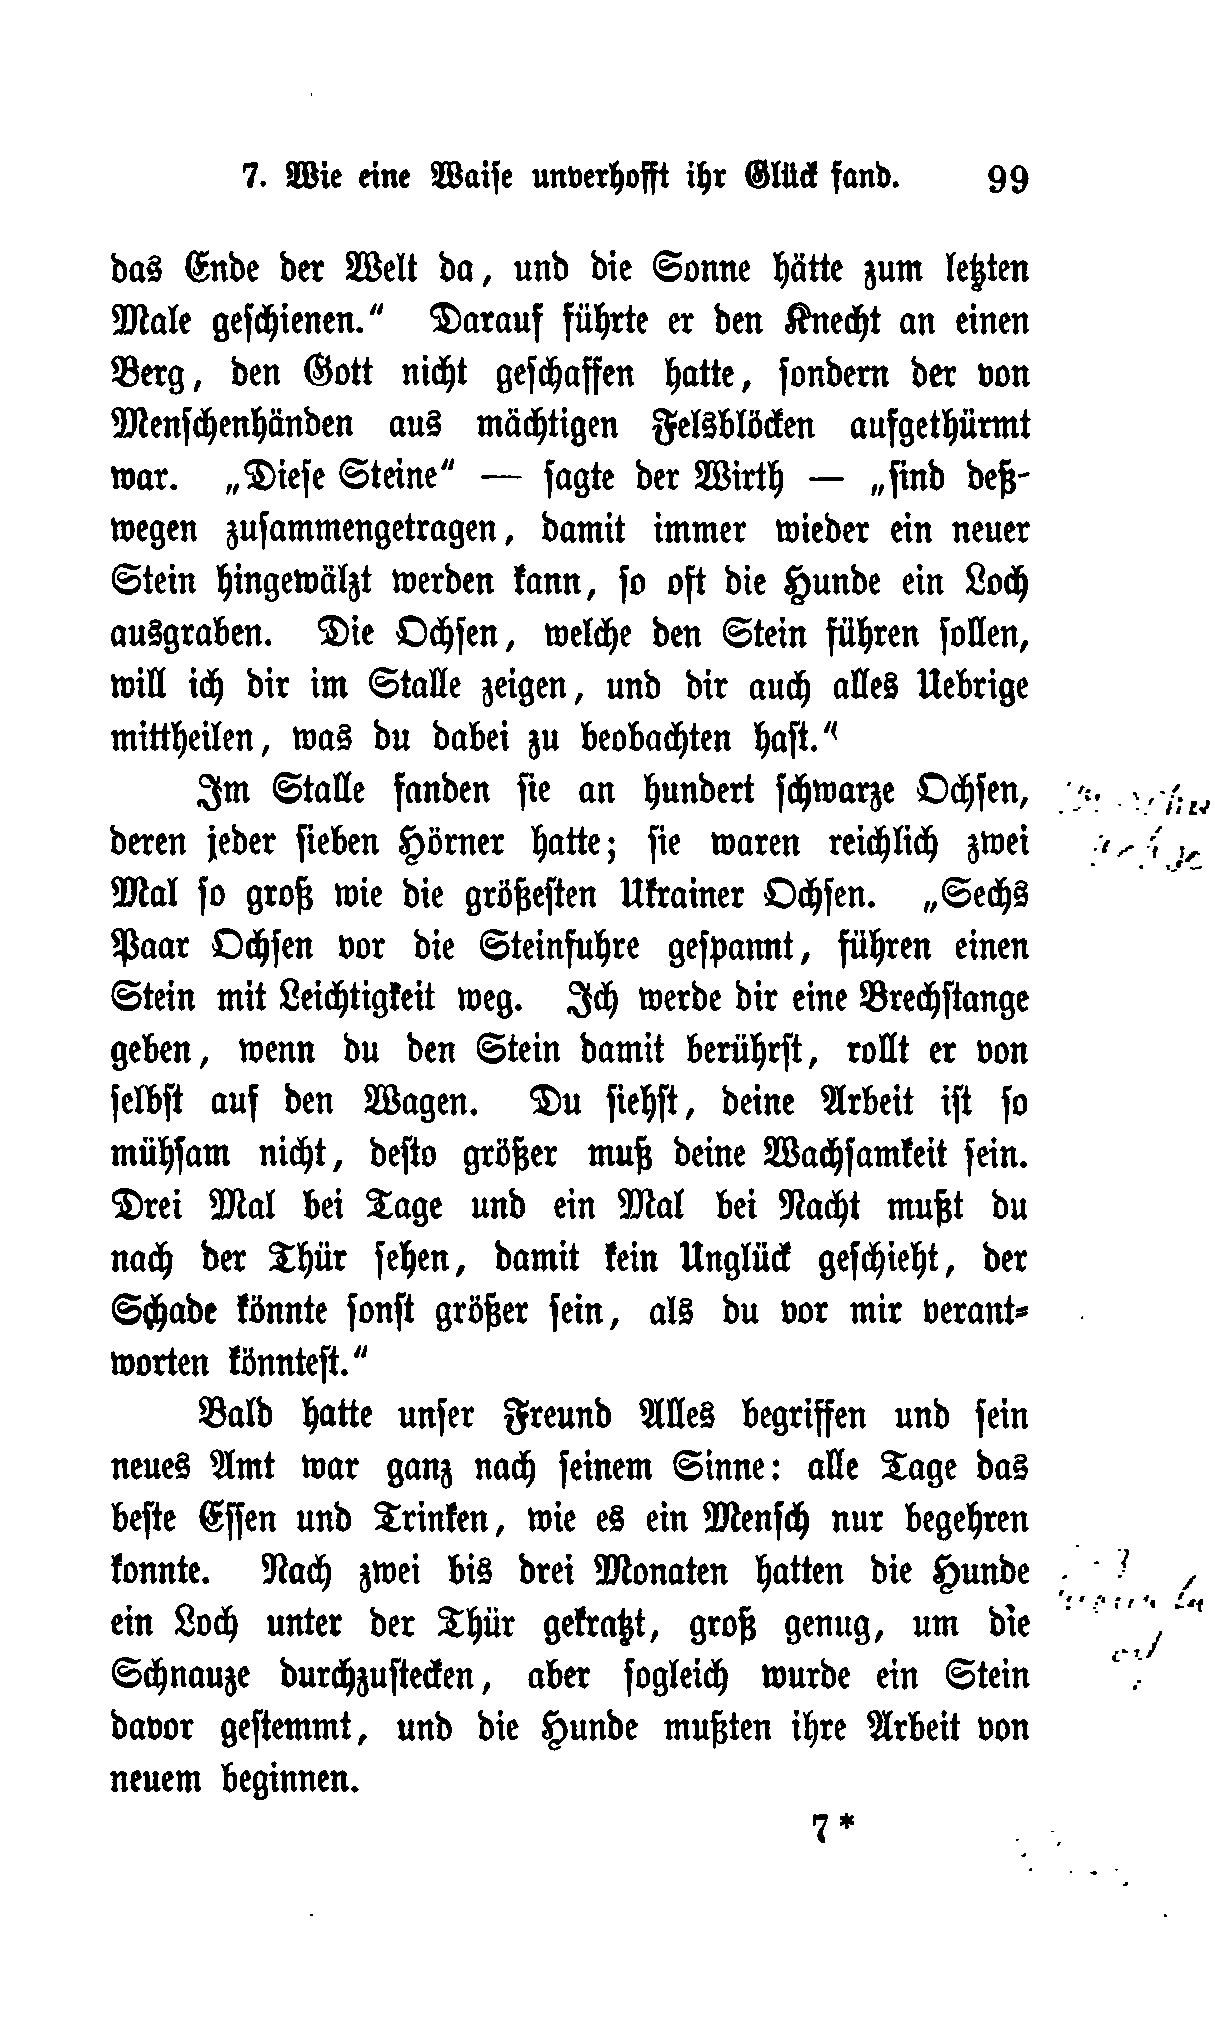 7. Wie eine Waise unverhofft ihr Glück fand. 99
das Ende der Welt da, und die Sonne hätte zum letzten
Male geschienen.“ Darauf führte er den Knecht an einen
Berg, den Gott nicht geschaffen hatte, sondern der von
Menschenhänden aus mächtigen Felsblöcken aufgethürmt
war. „Diese Steine“ — sagte der Wirth — „sind deß-
wegen zusammengetragen, damit immer wieder ein neuer
Stein hingewälzt werden kann, so oft die Hunde ein Loch
ausgraben. Die Ochsen, welche den Stein führen sollen,
will ich dir im Stalle zeigen, und dir auch alles Uebrige
mittheilen, was du dabei zu beobachten hast.“
Im Stalle fanden sie an hundert schwarze Ochsen,
deren jeder sieben Hörner hatte; sie waren reichlich zwei
Mal so groß wie die größesten Ukrainer Ochsen. „Sechs
Paar Ochsen vor die Steinfuhre gespannt, führen einen
Stein mit Leichtigkeit weg. Ich werde dir eine Brechstange
geben, wenn du den Stein damit berührst, rollt er von
selbst auf den Wagen. Du siehst, deine Arbeit ist so
mühsam nicht, desto größer muß deine Wachsamkeit sein.
Drei Mal bei Tage und ein Mal bei Nacht mußt du
nach der Thür sehen, damit kein Unglück geschieht, der
Schade könnte sonst größer sein, als du vor mir verant-
worten könntest.“
Bald hatte unser Freund Alles begriffen und sein
neues Amt war ganz nach seinem Sinne: alle Tage das
beste Essen und Trinken, wie es ein Mensch nur begehren
konnte. Nach zwei bis drei Monaten hatten die Hunde
ein Loch unter der Thür gekratzt, groß genug, um die
Schnauze durchzustecken, aber sogleich wurde ein Stein
davor gestemmt, und die Hunde mußten ihre Arbeit von
neuem beginnen.
7*